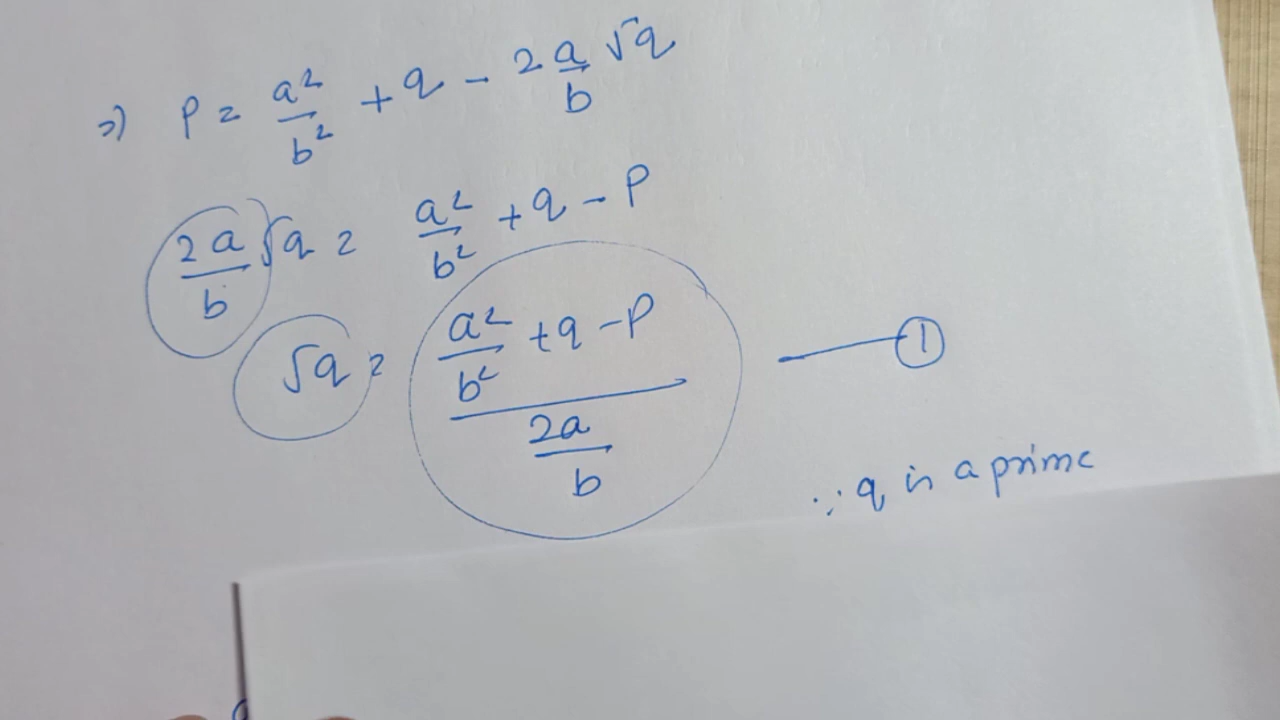 ⇒ P = a²/b² + q - 2 a/b √q
2a/b √q = a²/b² + q - P
√q = (a²/b² + q - P) / (2a/b) —— ①
∵ q is a prime